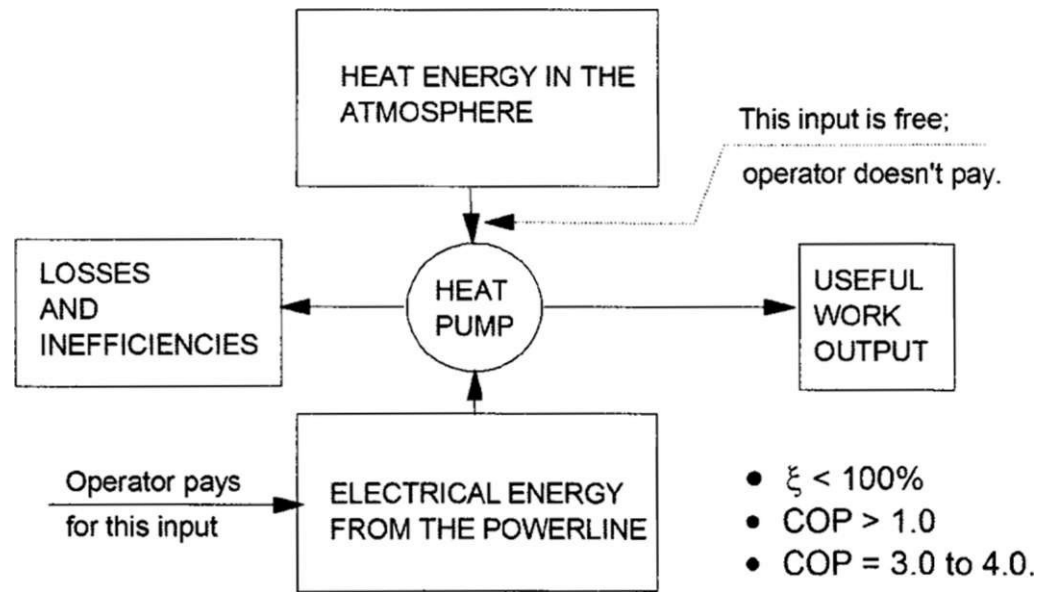 HEAT ENERGY IN THE
ATMOSPHERE
This input is free;
operator doesn't pay.
LOSSES
AND
INEFFICIENCIES
HEAT
PUMP
USEFUL
WORK
OUTPUT
Operator pays
for this input
ELECTRICAL ENERGY
FROM THE POWERLINE
• ξ < 100%
• COP > 1.0
• COP = 3.0 to 4.0.